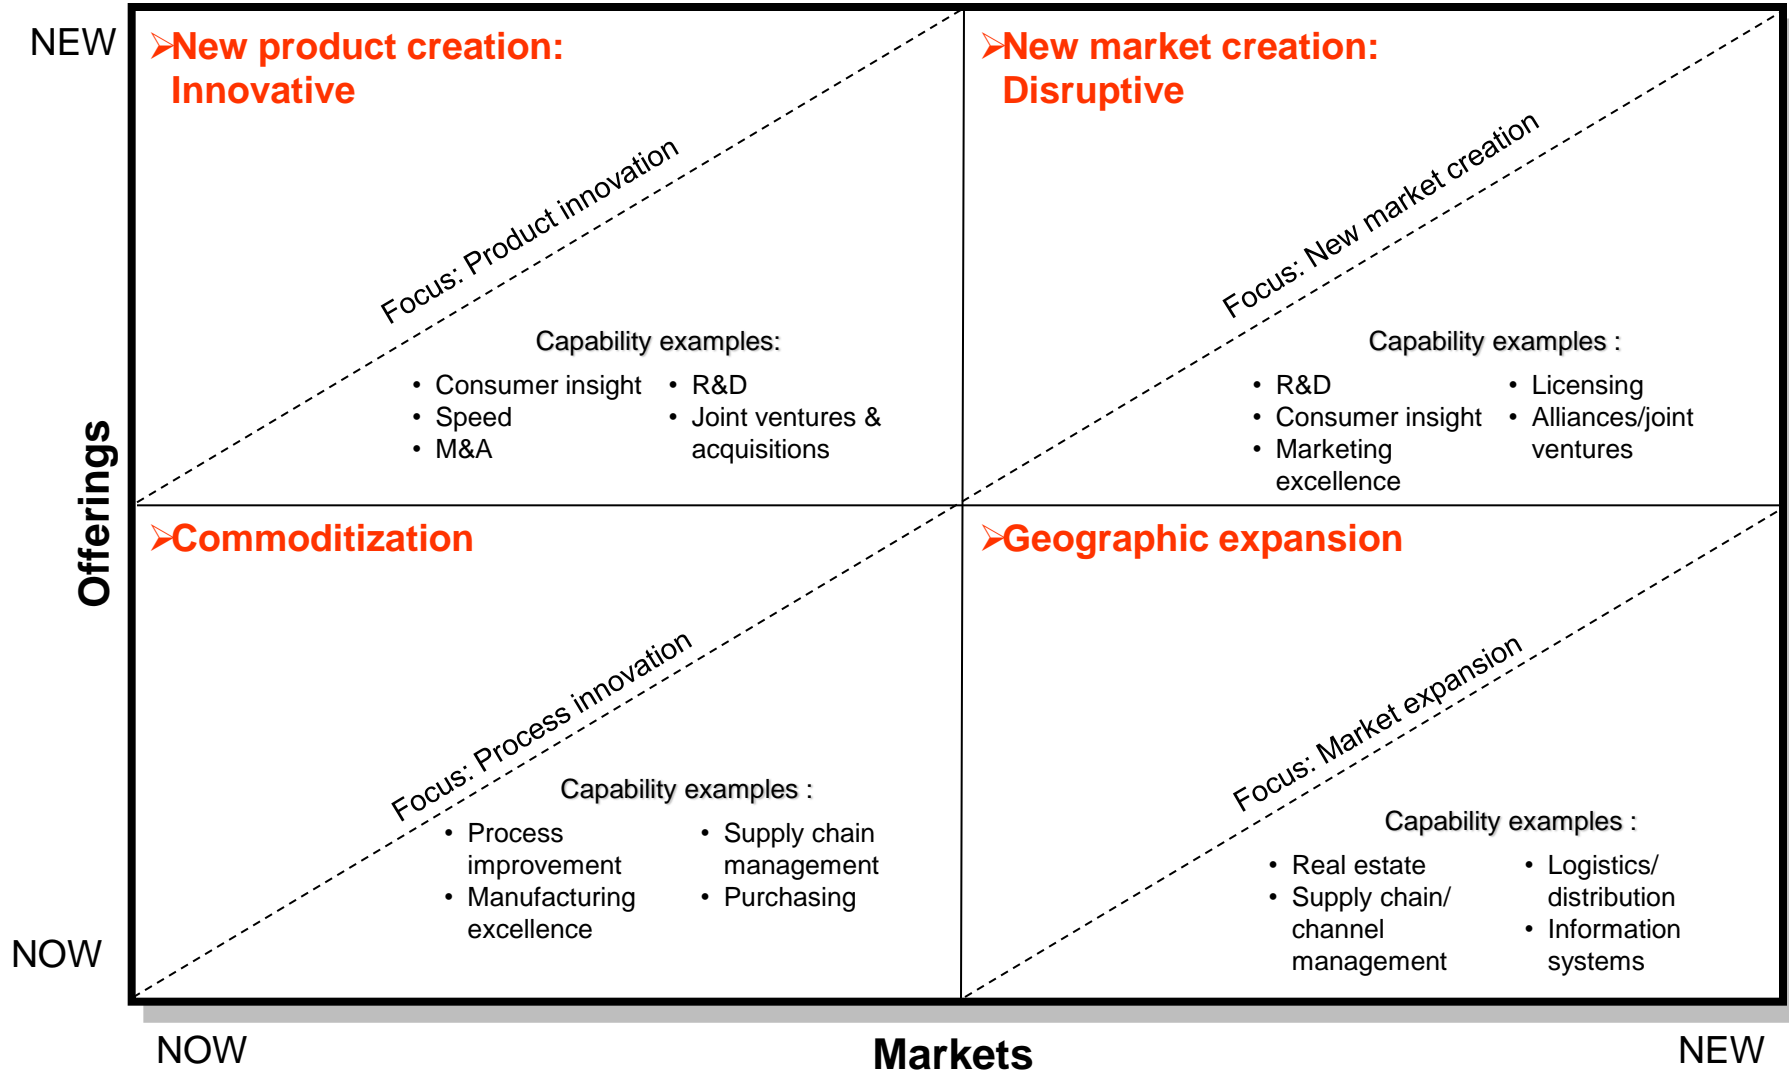 NEW
➢New product creation:
Innovative
Focus: Product innovation
Capability examples:
• Consumer insight
• Speed
• M&A
• R&D
• Joint ventures &
acquisitions
➢New market creation:
Disruptive
Focus: New market creation
Capability examples :
• R&D
• Consumer insight
• Marketing
excellence
• Licensing
• Alliances/joint
ventures
Offerings
➢Commoditization
Focus: Process innovation
Capability examples :
• Process
improvement
• Manufacturing
excellence
• Supply chain
management
• Purchasing
➢Geographic expansion
Focus: Market expansion
Capability examples :
• Real estate
• Supply chain/
channel
management
• Logistics/
distribution
• Information
systems
NOW
NOW
Markets
NEW